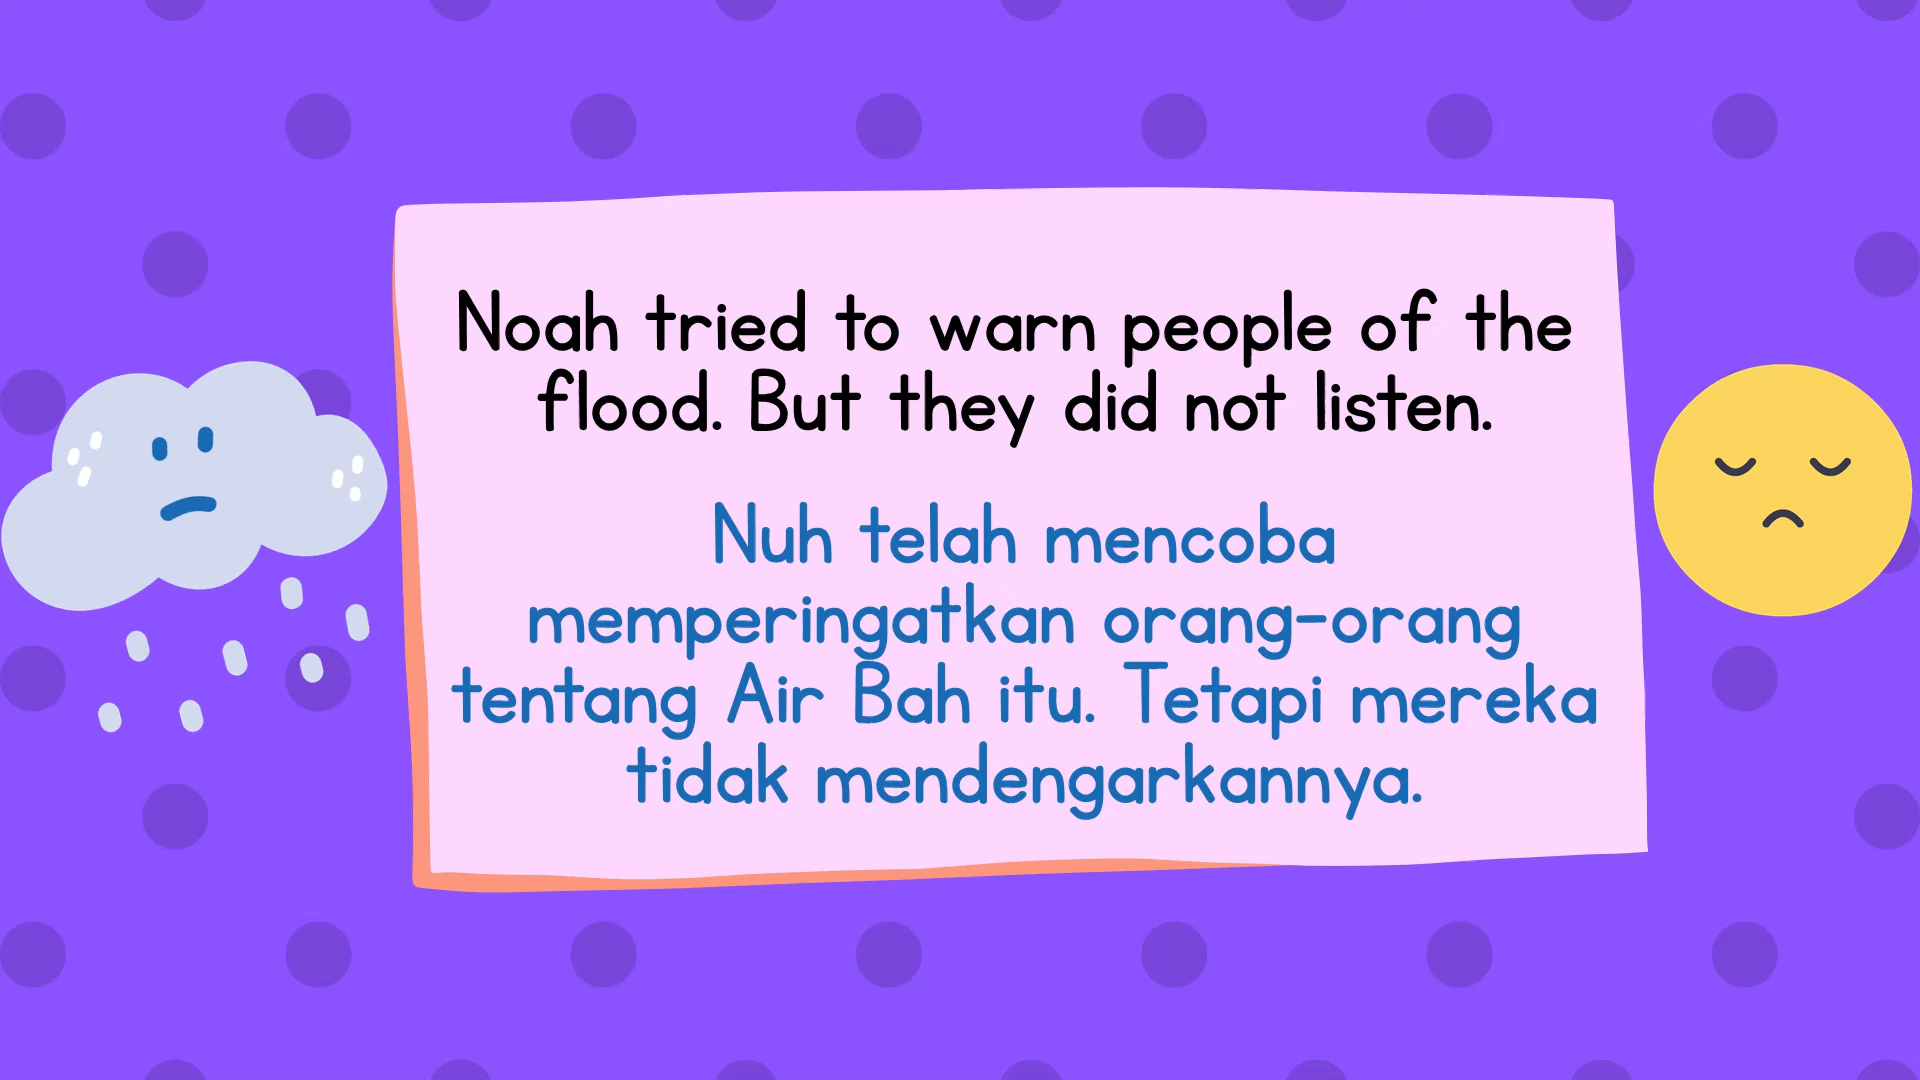 Noah tried to warn people of the
flood. But they did not listen.
Nuh telah mencoba
memperingatkan orang-orang
tentang Air Bah itu. Tetapi mereka
tidak mendengarkannya.